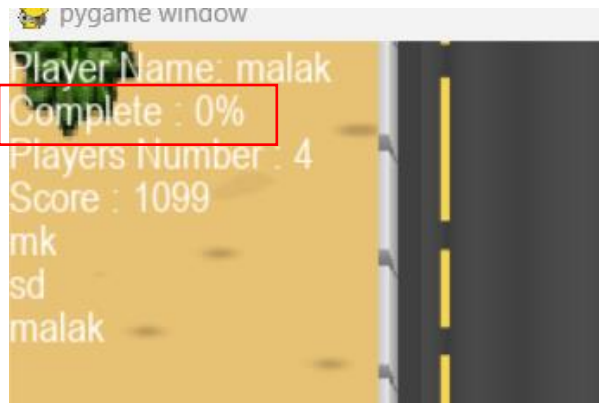 pygame window
Player Name: malak
Complete : 0%
Players Number : 4
Score : 1099
mk
sd
malak